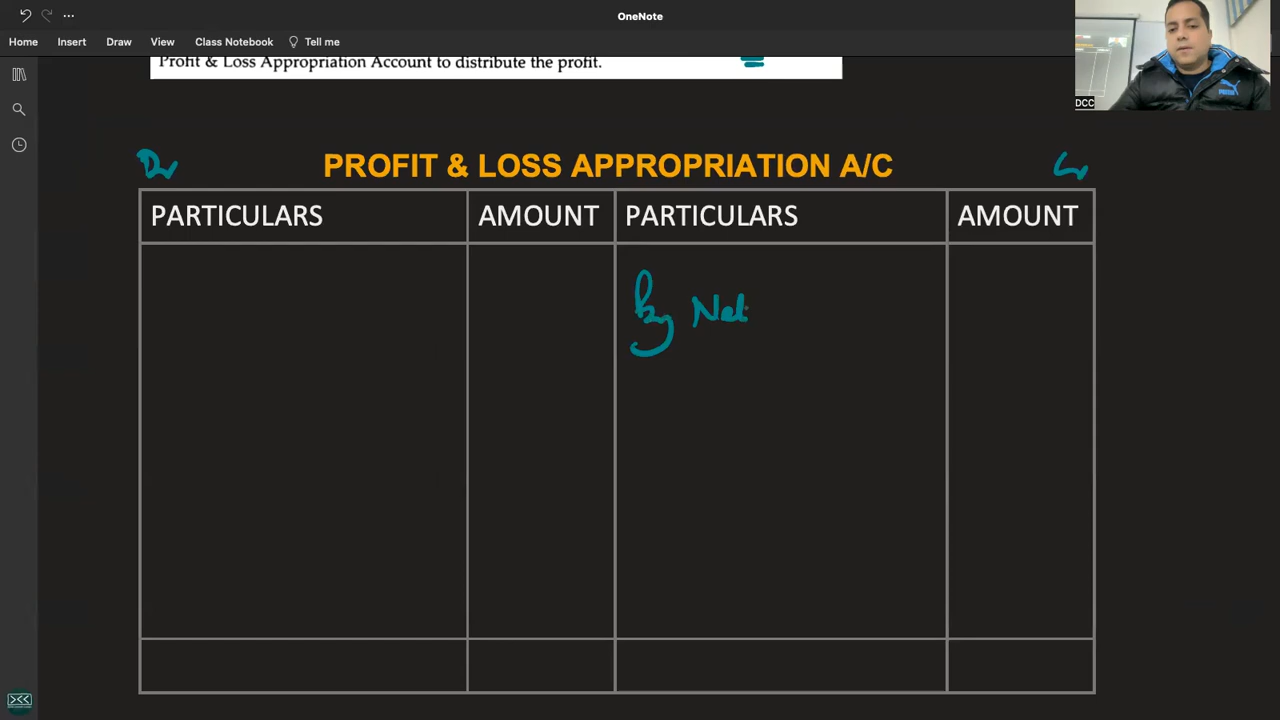 OneNote
Home Insert Draw View Class Notebook Tell me
Profit & Loss Appropriation Account to distribute the profit.
DCC
Dr PROFIT & LOSS APPROPRIATION A/C Cr
PARTICULARS AMOUNT PARTICULARS AMOUNT
By Net